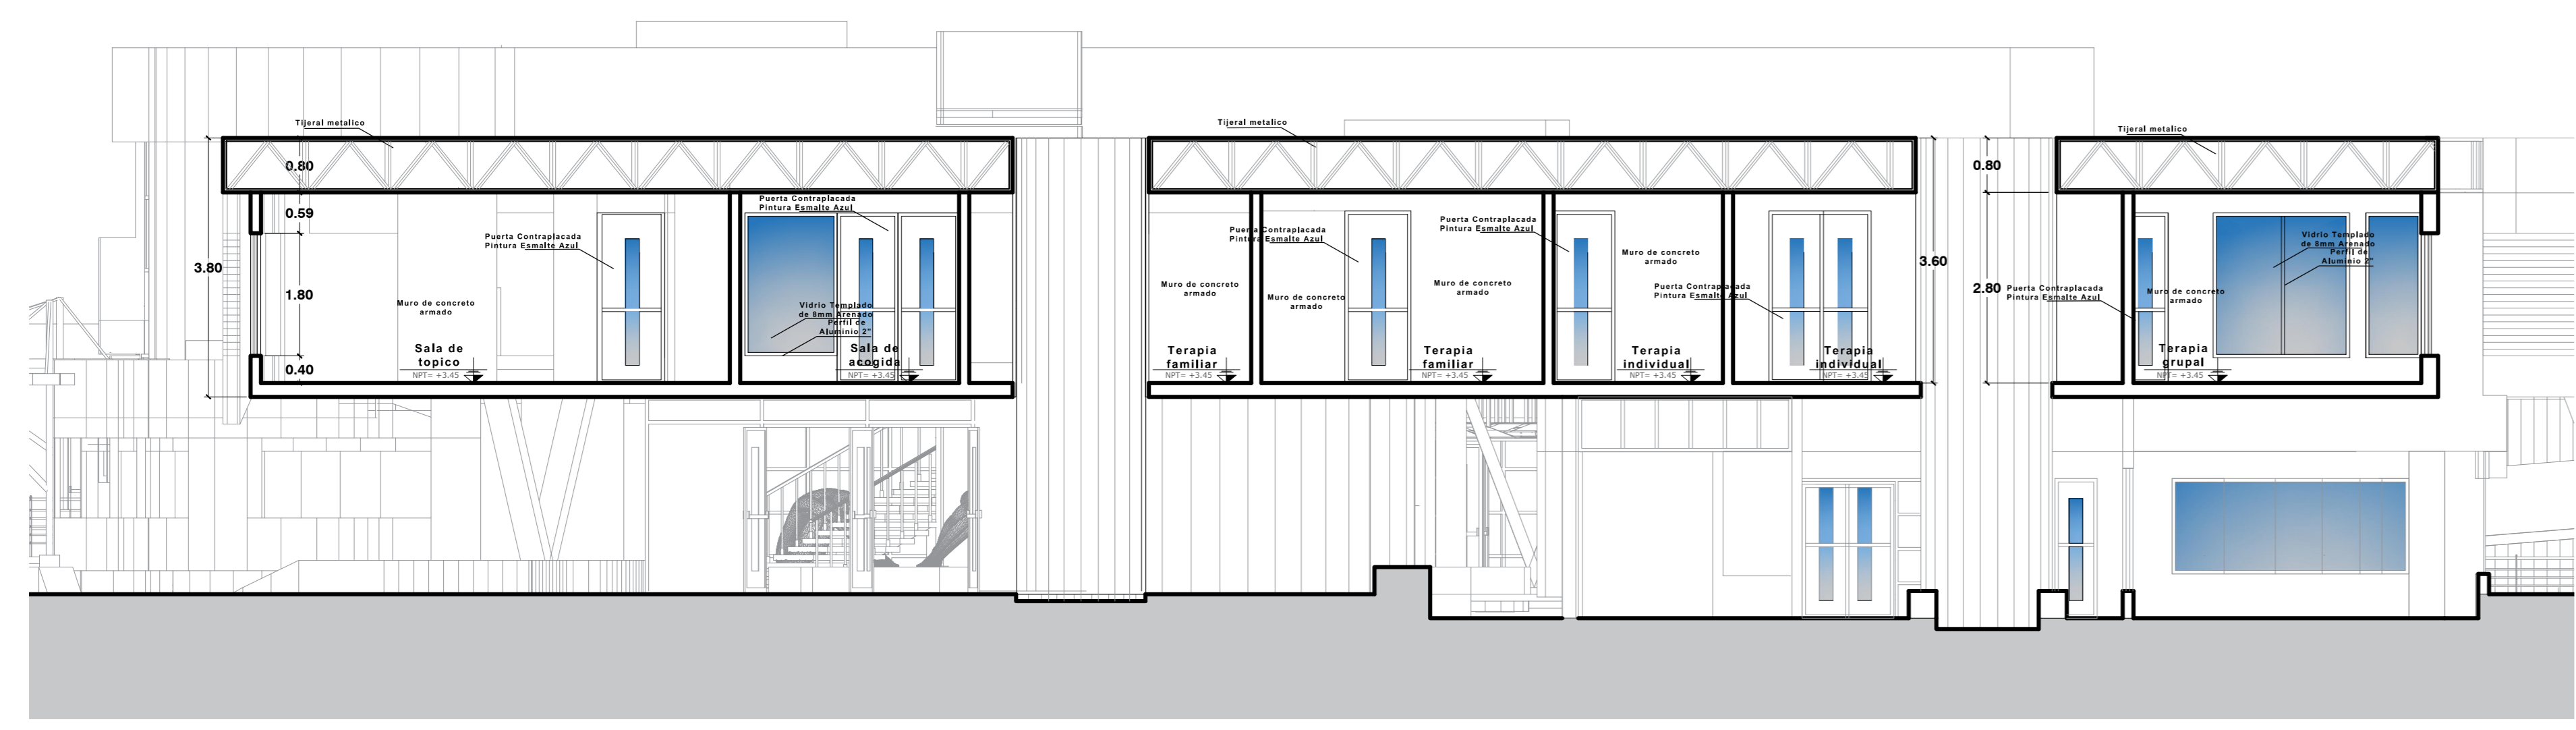 Tijeral metalico
Tijeral metalico
Tijeral metalico
0.80
0.59
3.80
1.80
0.40
Puerta Contraplacada
Pintura Esmalte Azul
Muro de concreto
armado
Sala de
topico
NPT= +3.45
Puerta Contraplacada
Pintura Esmalte Azul
Vidrio Templado
de 8mm Arenado
Perfil de
Aluminio 2"
Sala de
acogida
NPT= +3.45
Muro de concreto
armado
Terapia
familiar
NPT= +3.45
Puerta Contraplacada
Pintura Esmalte Azul
Muro de concreto
armado
Muro de concreto
armado
Terapia
familiar
NPT= +3.45
Puerta Contraplacada
Pintura Esmalte Azul
Muro de concreto
armado
Terapia
individual
NPT= +3.45
Puerta Contraplacada
Pintura Esmalte Azul
Terapia
individual
NPT= +3.45
3.60
0.80
2.80
Puerta Contraplacada
Pintura Esmalte Azul
Muro de concreto
armado
Vidrio Templado
de 8mm Arenado
Perfil de
Aluminio 2"
Terapia
grupal
NPT= +3.45